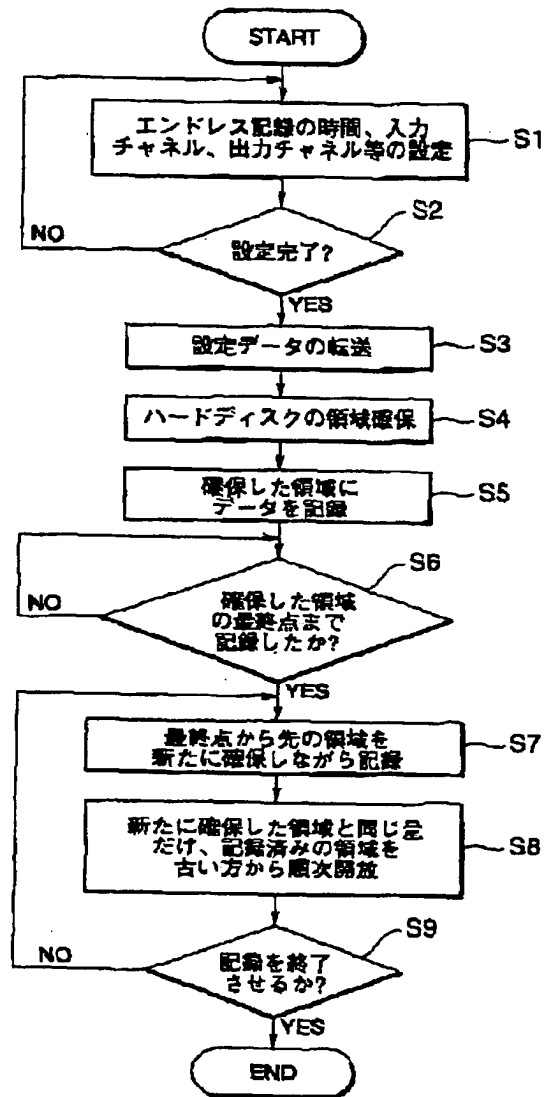 START
エンドレス記録の時間、入力
チャネル、出力チャネル等の設定
S1
S2
NO
設定完了?
YES
設定データの転送
S3
ハードディスクの領域確保
S4
確保した領域に
データを記録
S5
S6
NO
確保した領域
の最終点まで
記録したか?
YES
最終点から先の領域を
新たに確保しながら記録
S7
新たに確保した領域と同じ量
だけ、記録済みの領域を
古い方から順次開放
S8
S9
NO
記録を終了
させるか?
YES
END